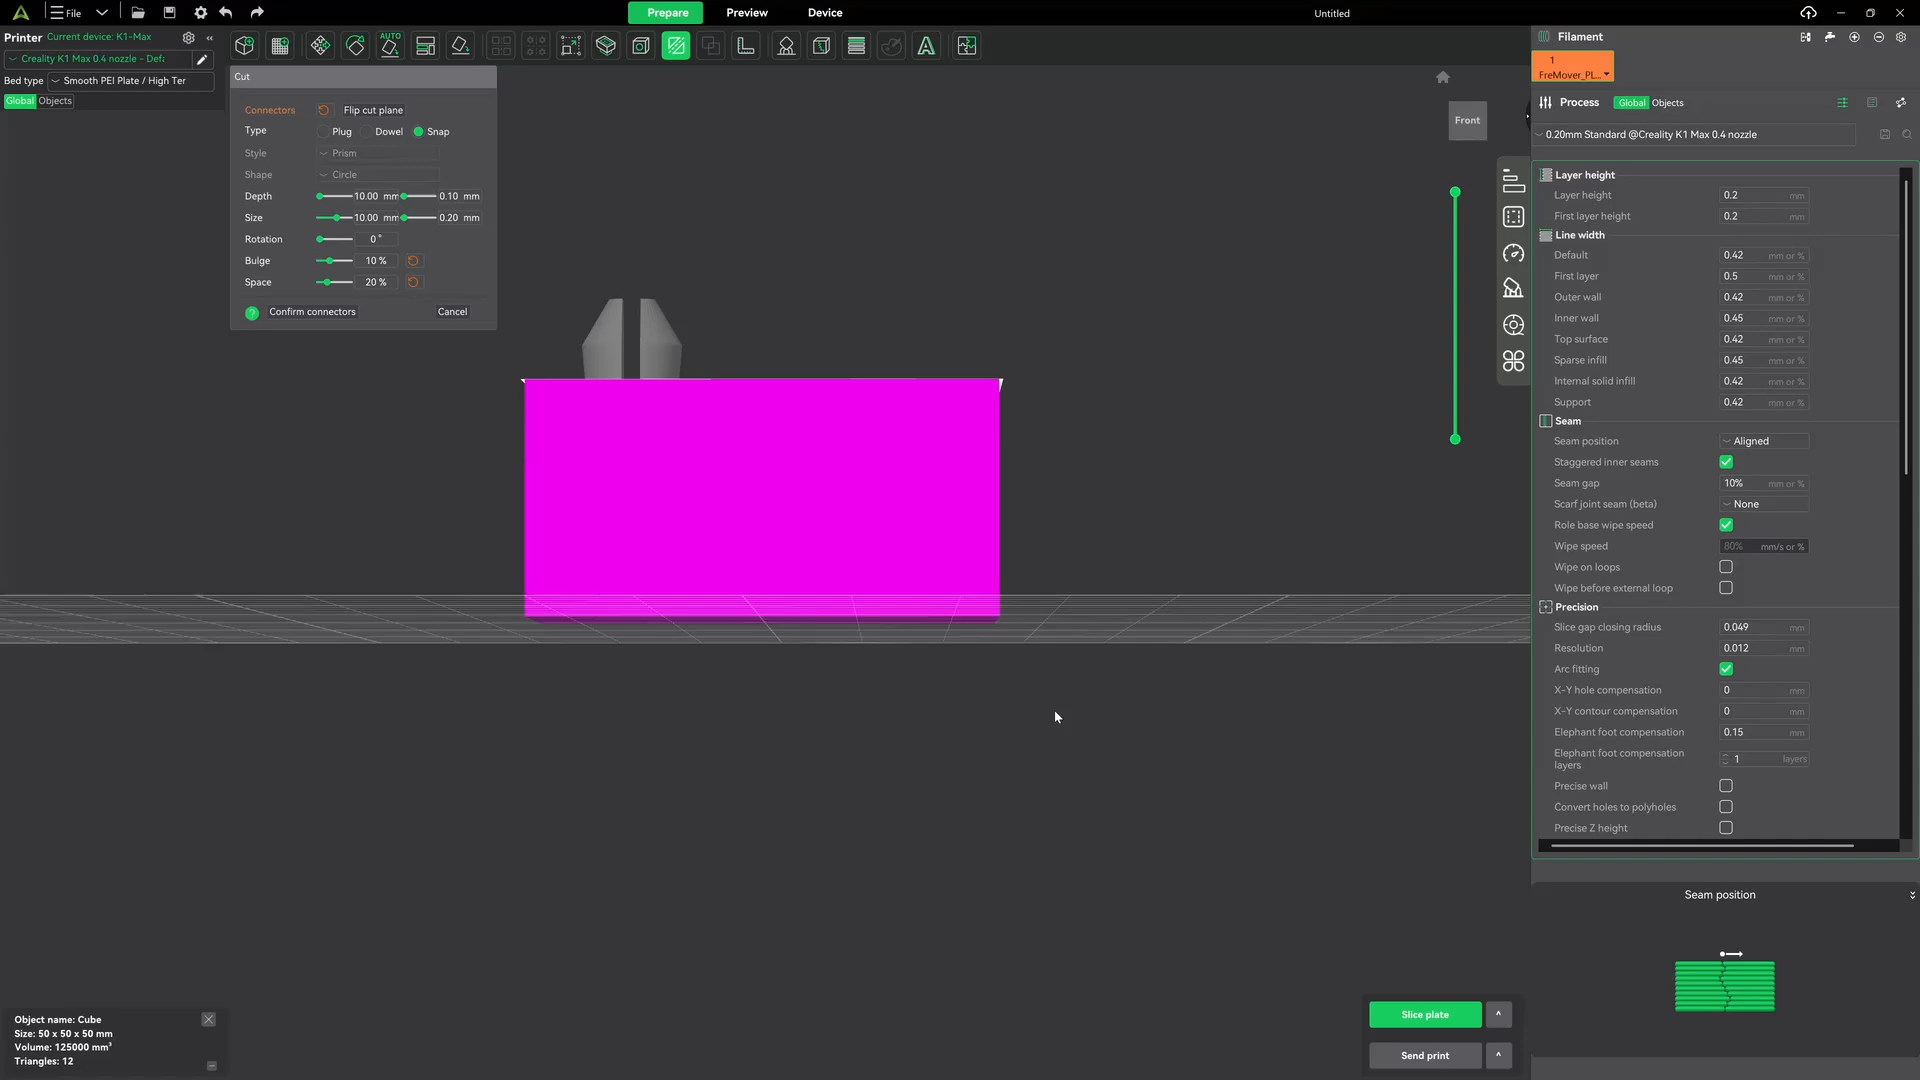 File
Prepare
Preview
Device
Untitled
Printer Current device: K1-Max
Creality K1 Max 0.4 nozzle - Defa
Bed type Smooth PEI Plate / High Ter
Global Objects
AUTO
Cut
Connectors Flip cut plane
Type Plug Dowel Snap
Style Prism
Shape Circle
Depth 10.00 mm 0.10 mm
Size 10.00 mm 0.20 mm
Rotation 0 °
Bulge 10 %
Space 20 %
? Confirm connectors Cancel
Front
Filament
1
FreMover_PL...
Process Global Objects
0.20mm Standard @Creality K1 Max 0.4 nozzle
Layer height
Layer height 0.2 mm
First layer height 0.2 mm
Line width
Default 0.42 mm or %
First layer 0.5 mm or %
Outer wall 0.42 mm or %
Inner wall 0.45 mm or %
Top surface 0.42 mm or %
Sparse infill 0.45 mm or %
Internal solid infill 0.42 mm or %
Support 0.42 mm or %
Seam
Seam position Aligned
Staggered inner seams
Seam gap 10% mm or %
Scarf joint seam (beta) None
Role base wipe speed
Wipe speed 80% mm/s or %
Wipe on loops
Wipe before external loop
Precision
Slice gap closing radius 0.049 mm
Resolution 0.012 mm
Arc fitting
X-Y hole compensation 0 mm
X-Y contour compensation 0 mm
Elephant foot compensation 0.15 mm
Elephant foot compensation
layers 1 layers
Precise wall
Convert holes to polyholes
Precise Z height
Seam position
Slice plate
Send print
Object name: Cube
Size: 50 x 50 x 50 mm
Volume: 125000 mm³
Triangles: 12